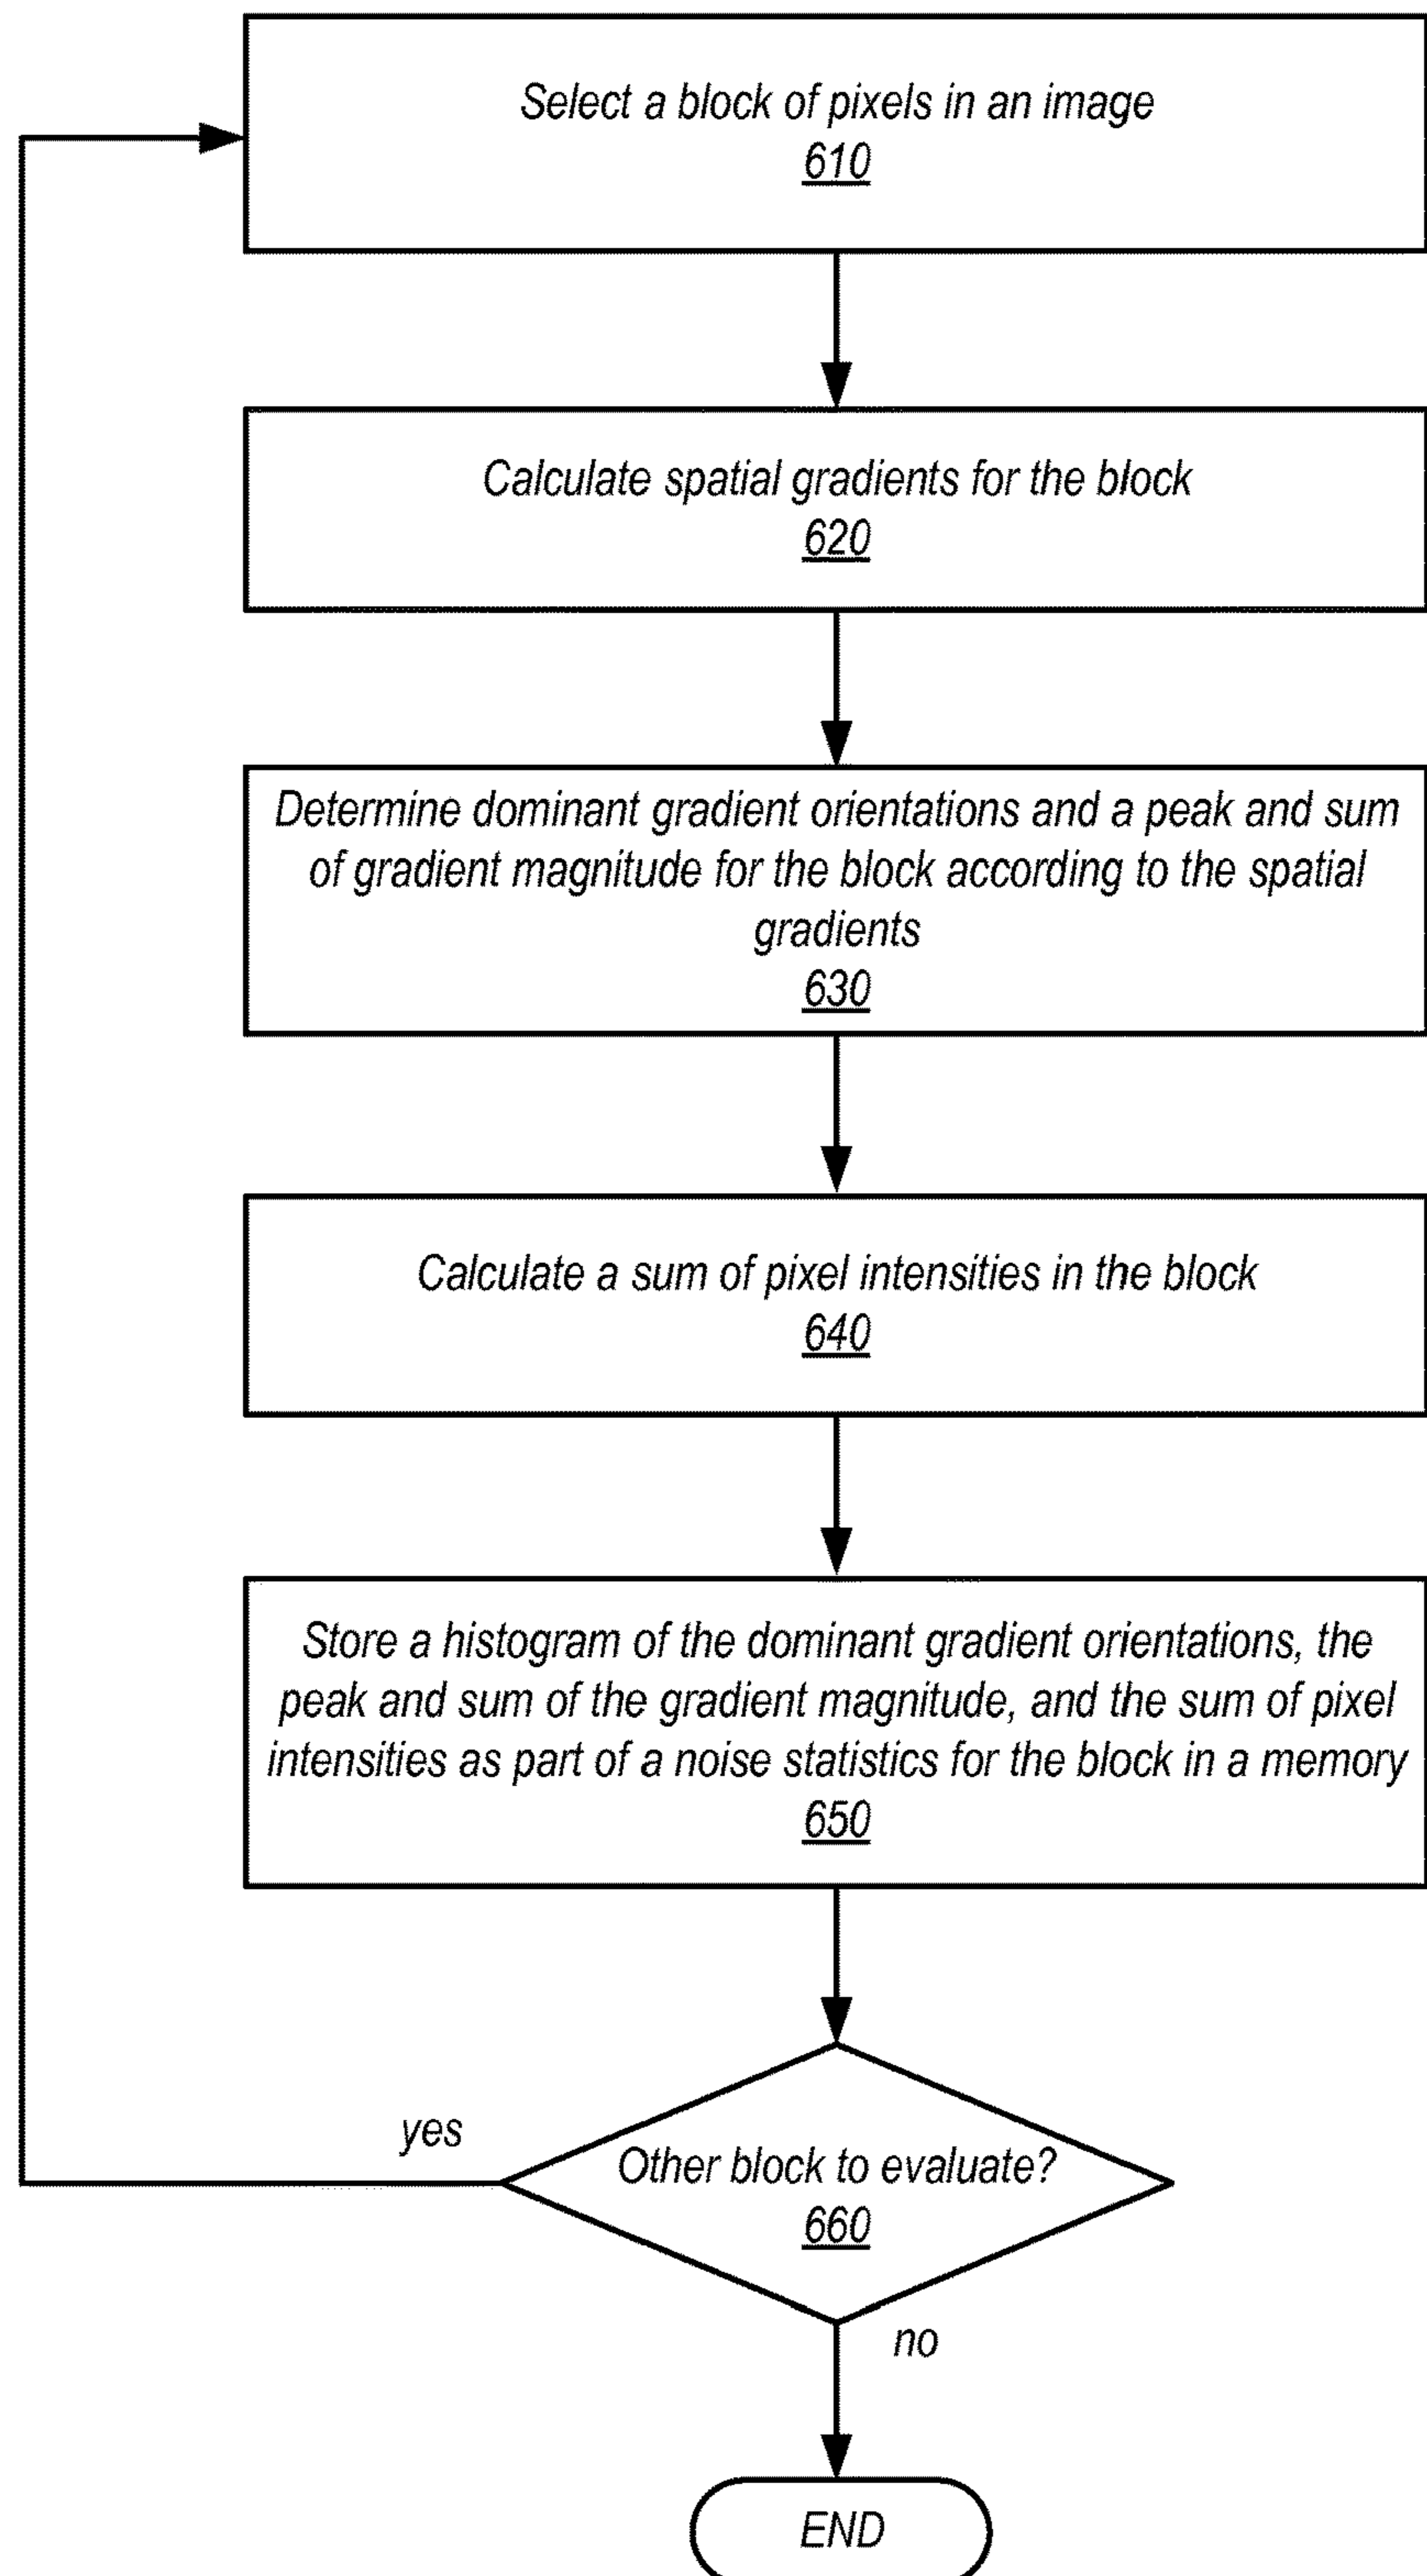 Select a block of pixels in an image
610
Calculate spatial gradients for the block
620
Determine dominant gradient orientations and a peak and sum
of gradient magnitude for the block according to the spatial
gradients
630
Calculate a sum of pixel intensities in the block
640
Store a histogram of the dominant gradient orientations, the
peak and sum of the gradient magnitude, and the sum of pixel
intensities as part of a noise statistics for the block in a memory
650
yes
Other block to evaluate?
660
no
END